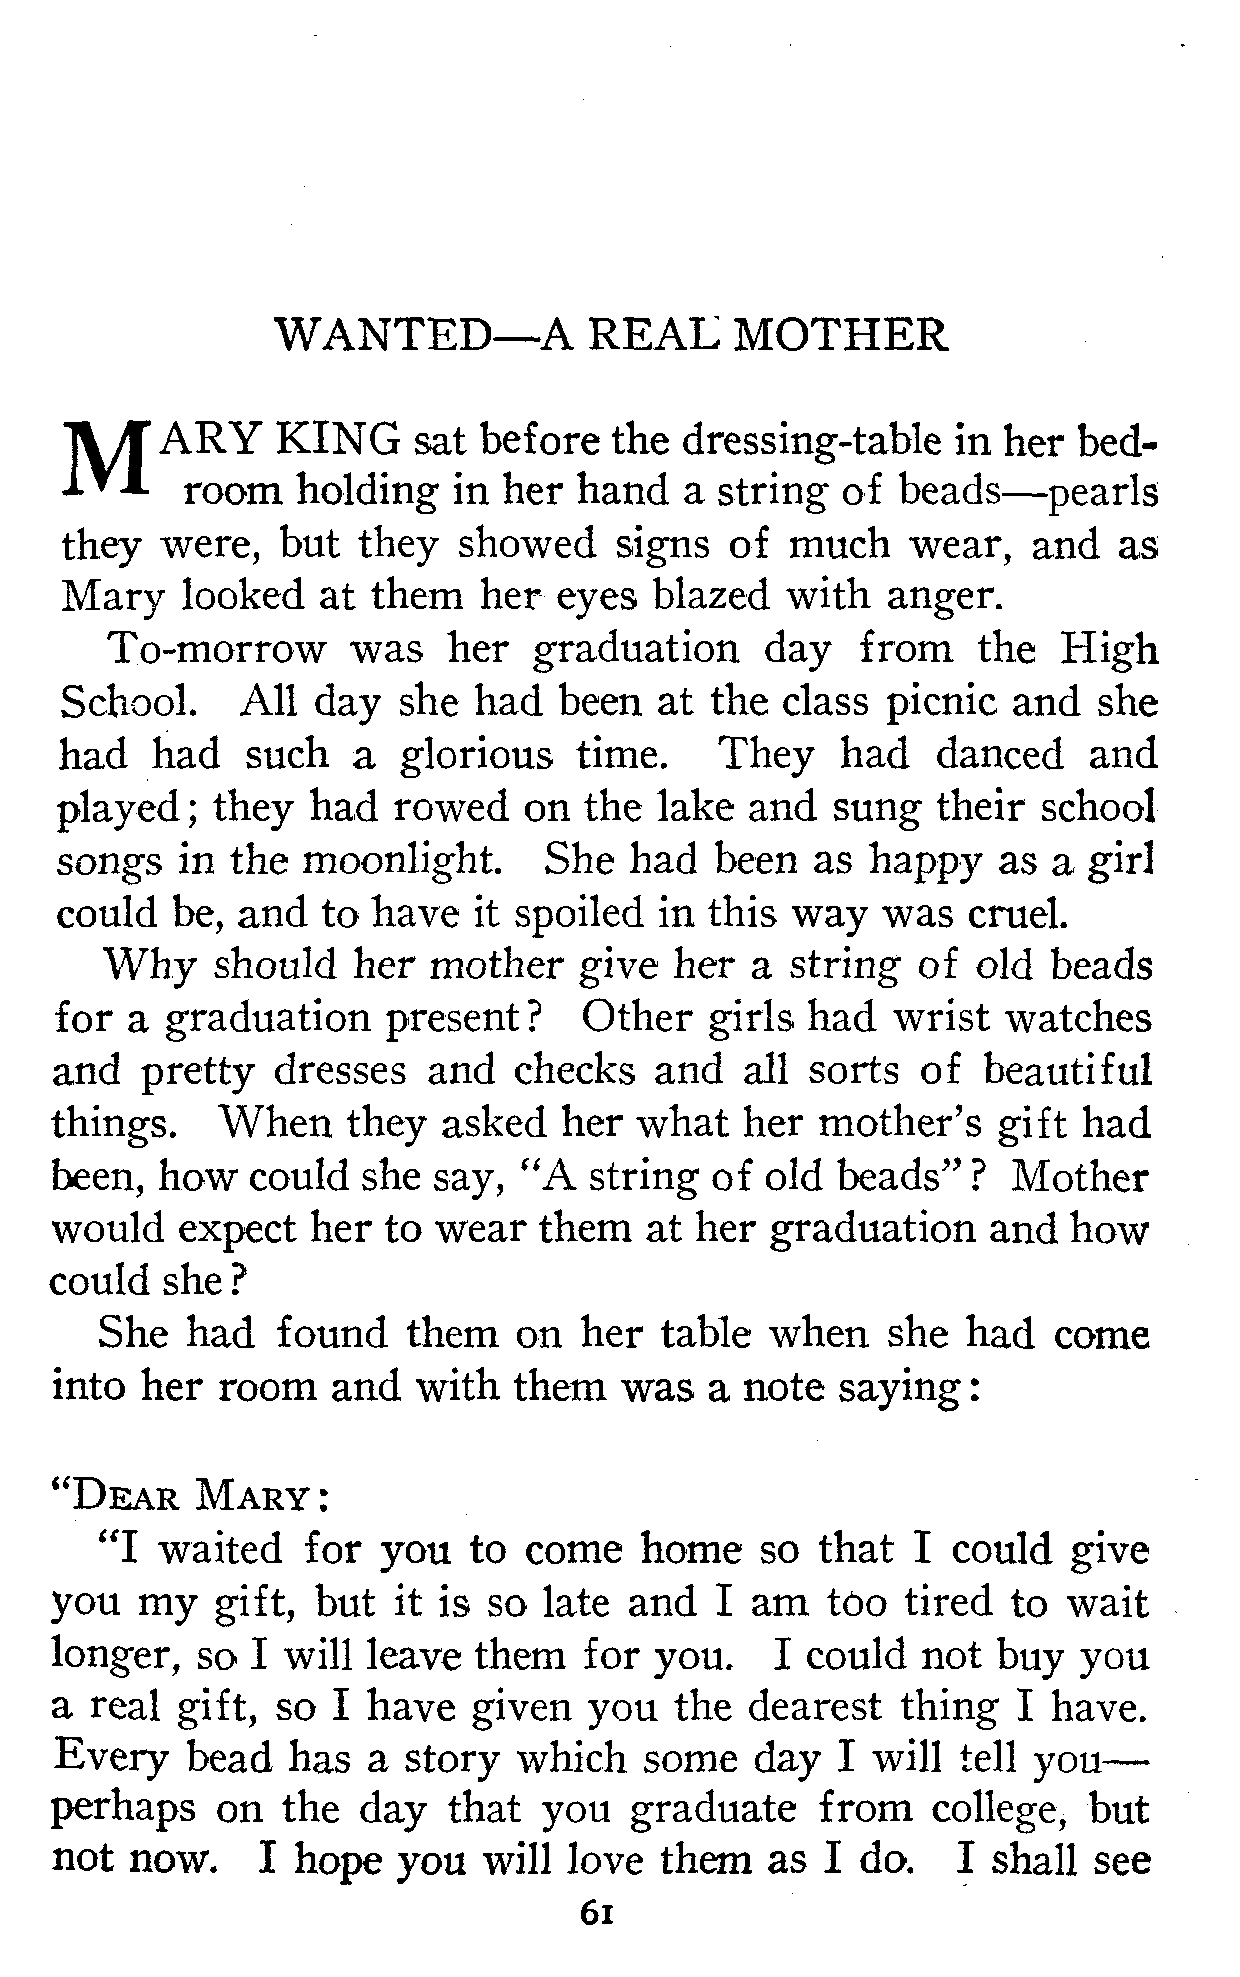 WANTED—A REAL MOTHER
MARY KING sat before the dressing-table in her bed-
room holding in her hand a string of beads—pearls
they were, but they showed signs of much wear, and as
Mary looked at them her eyes blazed with anger.
To-morrow was her graduation day from the High
School. All day she had been at the class picnic and she
had had such a glorious time. They had danced and
played; they had rowed on the lake and sung their school
songs in the moonlight. She had been as happy as a girl
could be, and to have it spoiled in this way was cruel.
Why should her mother give her a string of old beads
for a graduation present? Other girls had wrist watches
and pretty dresses and checks and all sorts of beautiful
things. When they asked her what her mother's gift had
been, how could she say, "A string of old beads"? Mother
would expect her to wear them at her graduation and how
could she?
She had found them on her table when she had come
into her room and with them was a note saying:
"DEAR MARY:
"I waited for you to come home so that I could give
you my gift, but it is so late and I am too tired to wait
longer, so I will leave them for you. I could not buy you
a real gift, so I have given you the dearest thing I have.
Every bead has a story which some day I will tell you—
perhaps on the day that you graduate from college, but
not now. I hope you will love them as I do. I shall see
61